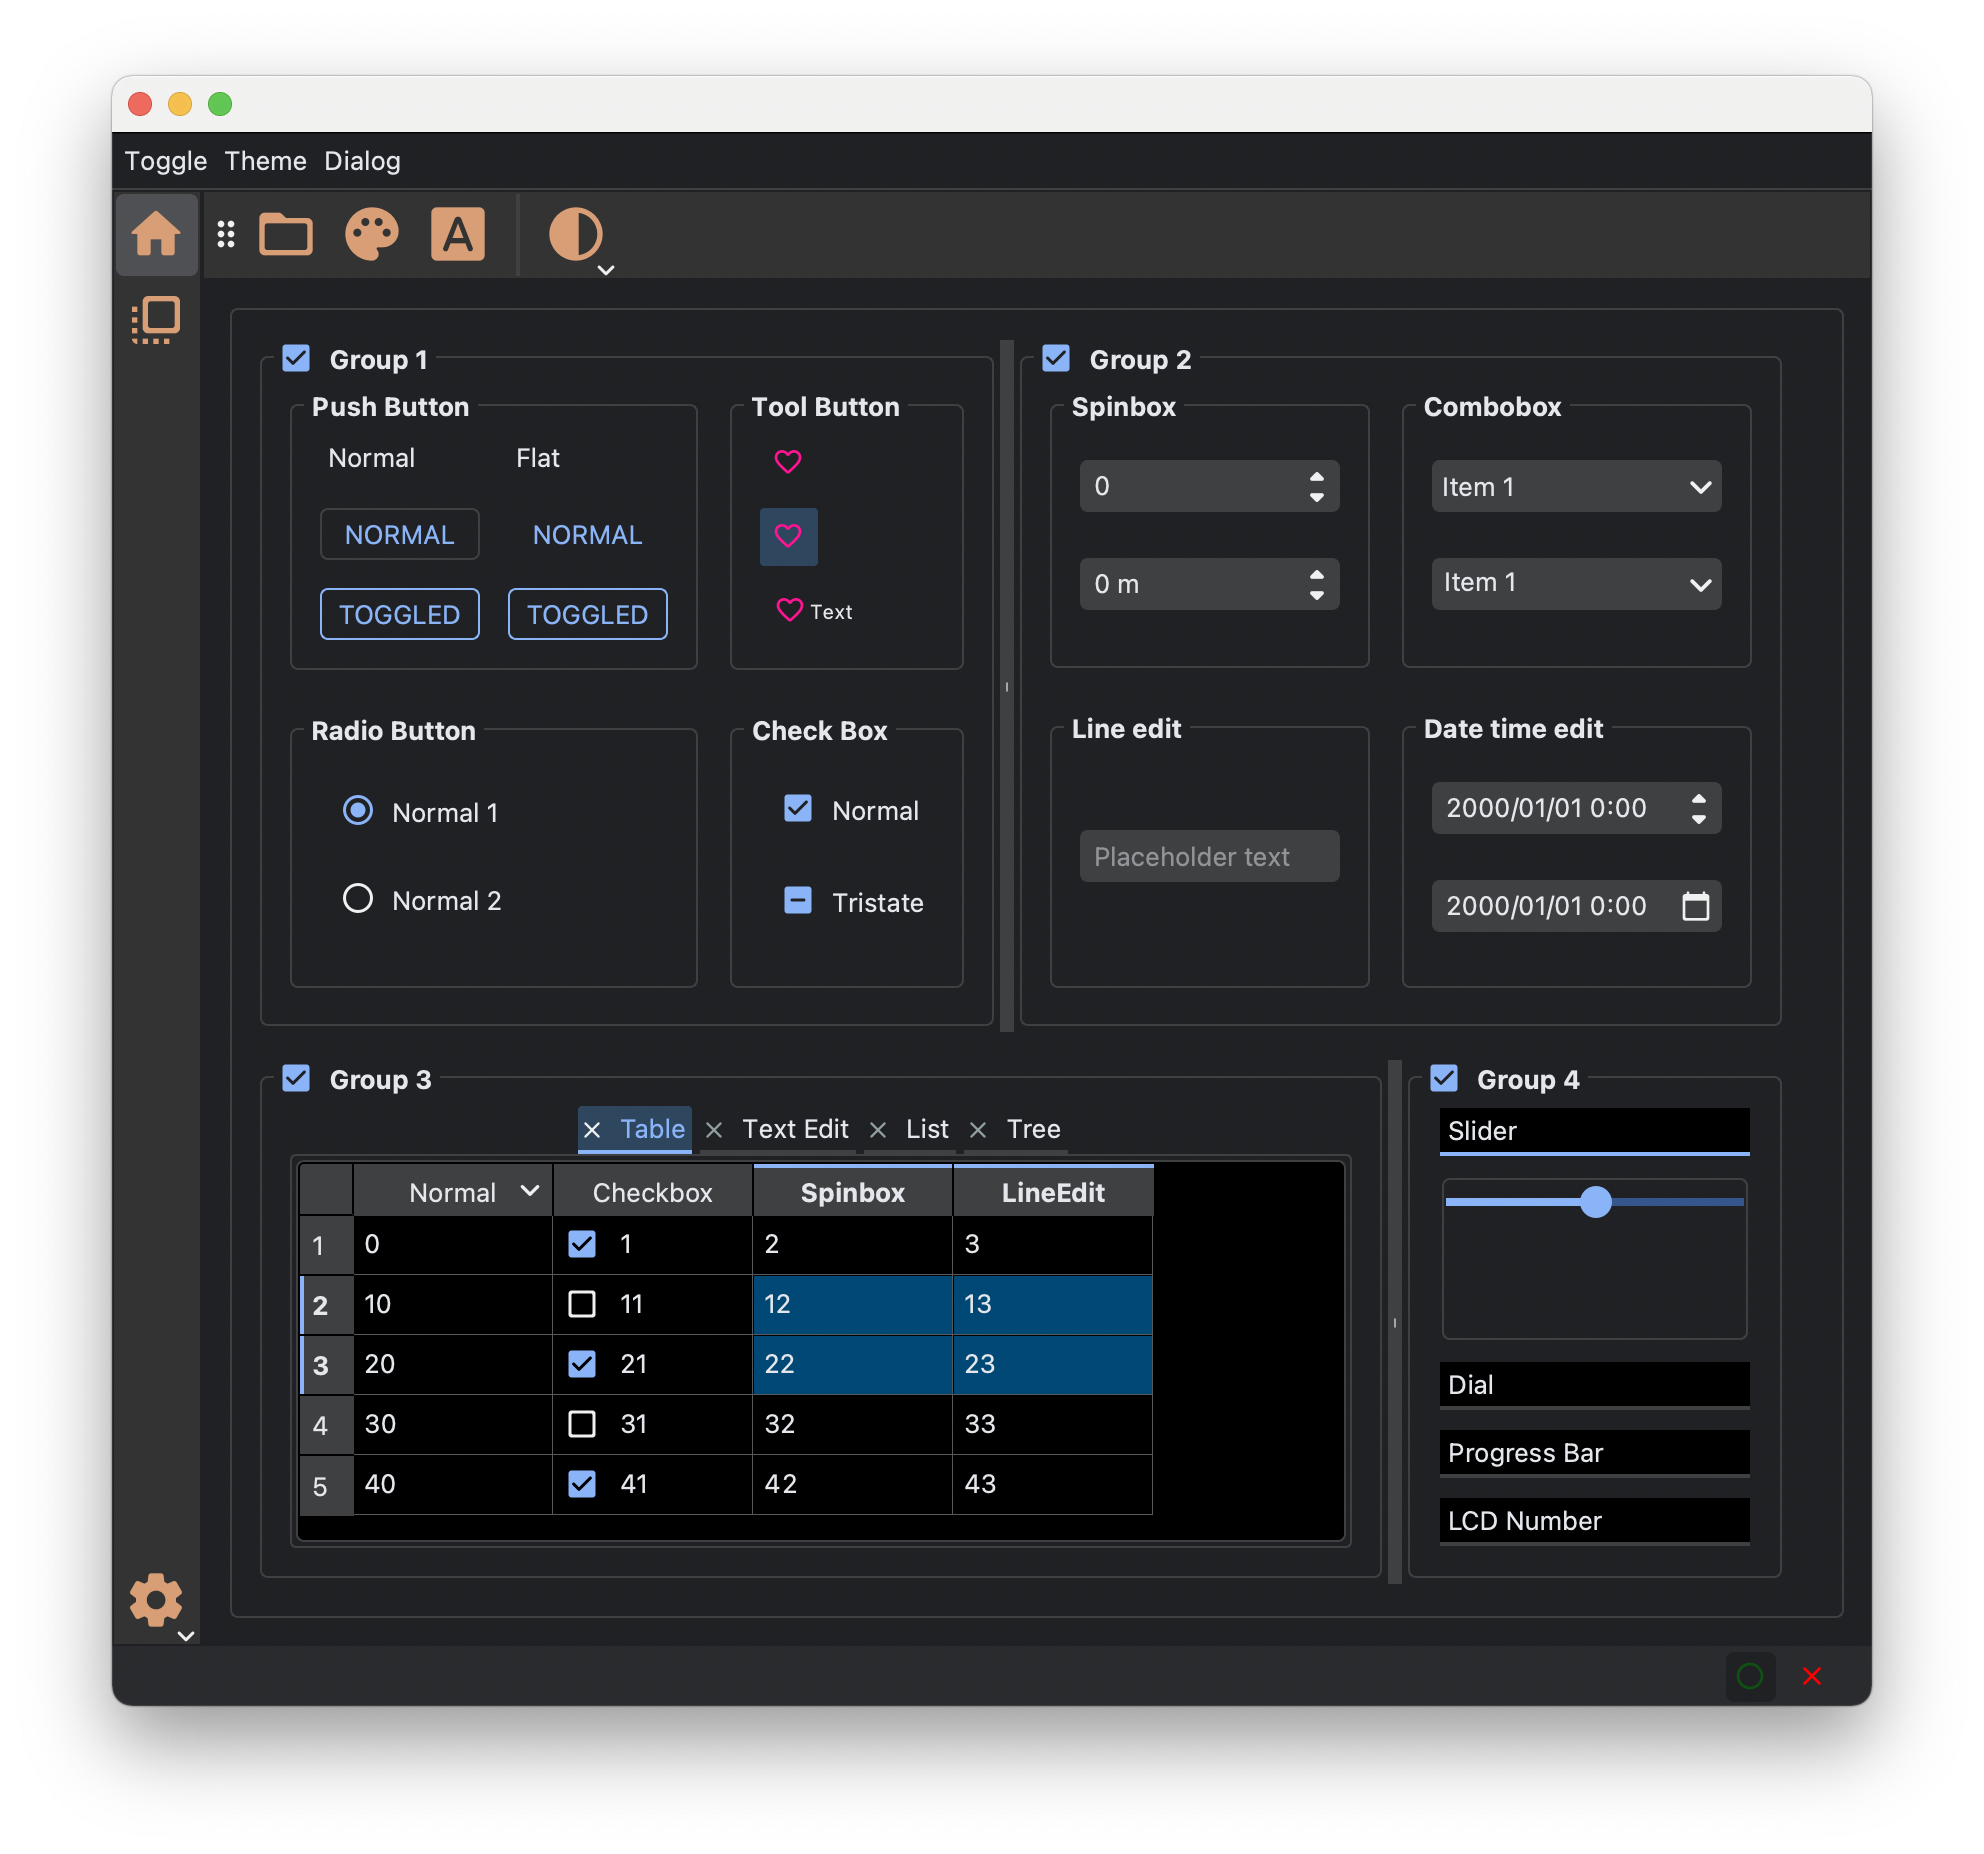 Toggle Theme Dialog
A
Group 1
Push Button
Normal Flat
NORMAL NORMAL
TOGGLED TOGGLED
Tool Button
Text
Radio Button
Normal 1
Normal 2
Check Box
Normal
Tristate
Group 2
Spinbox
0
0 m
Combobox
Item 1
Item 1
Line edit
Placeholder text
Date time edit
2000/01/01 0:00
2000/01/01 0:00
Group 3
Table Text Edit List Tree
Normal Checkbox Spinbox LineEdit
1 0 1 2 3
2 10 11 12 13
3 20 21 22 23
4 30 31 32 33
5 40 41 42 43
Group 4
Slider
Dial
Progress Bar
LCD Number